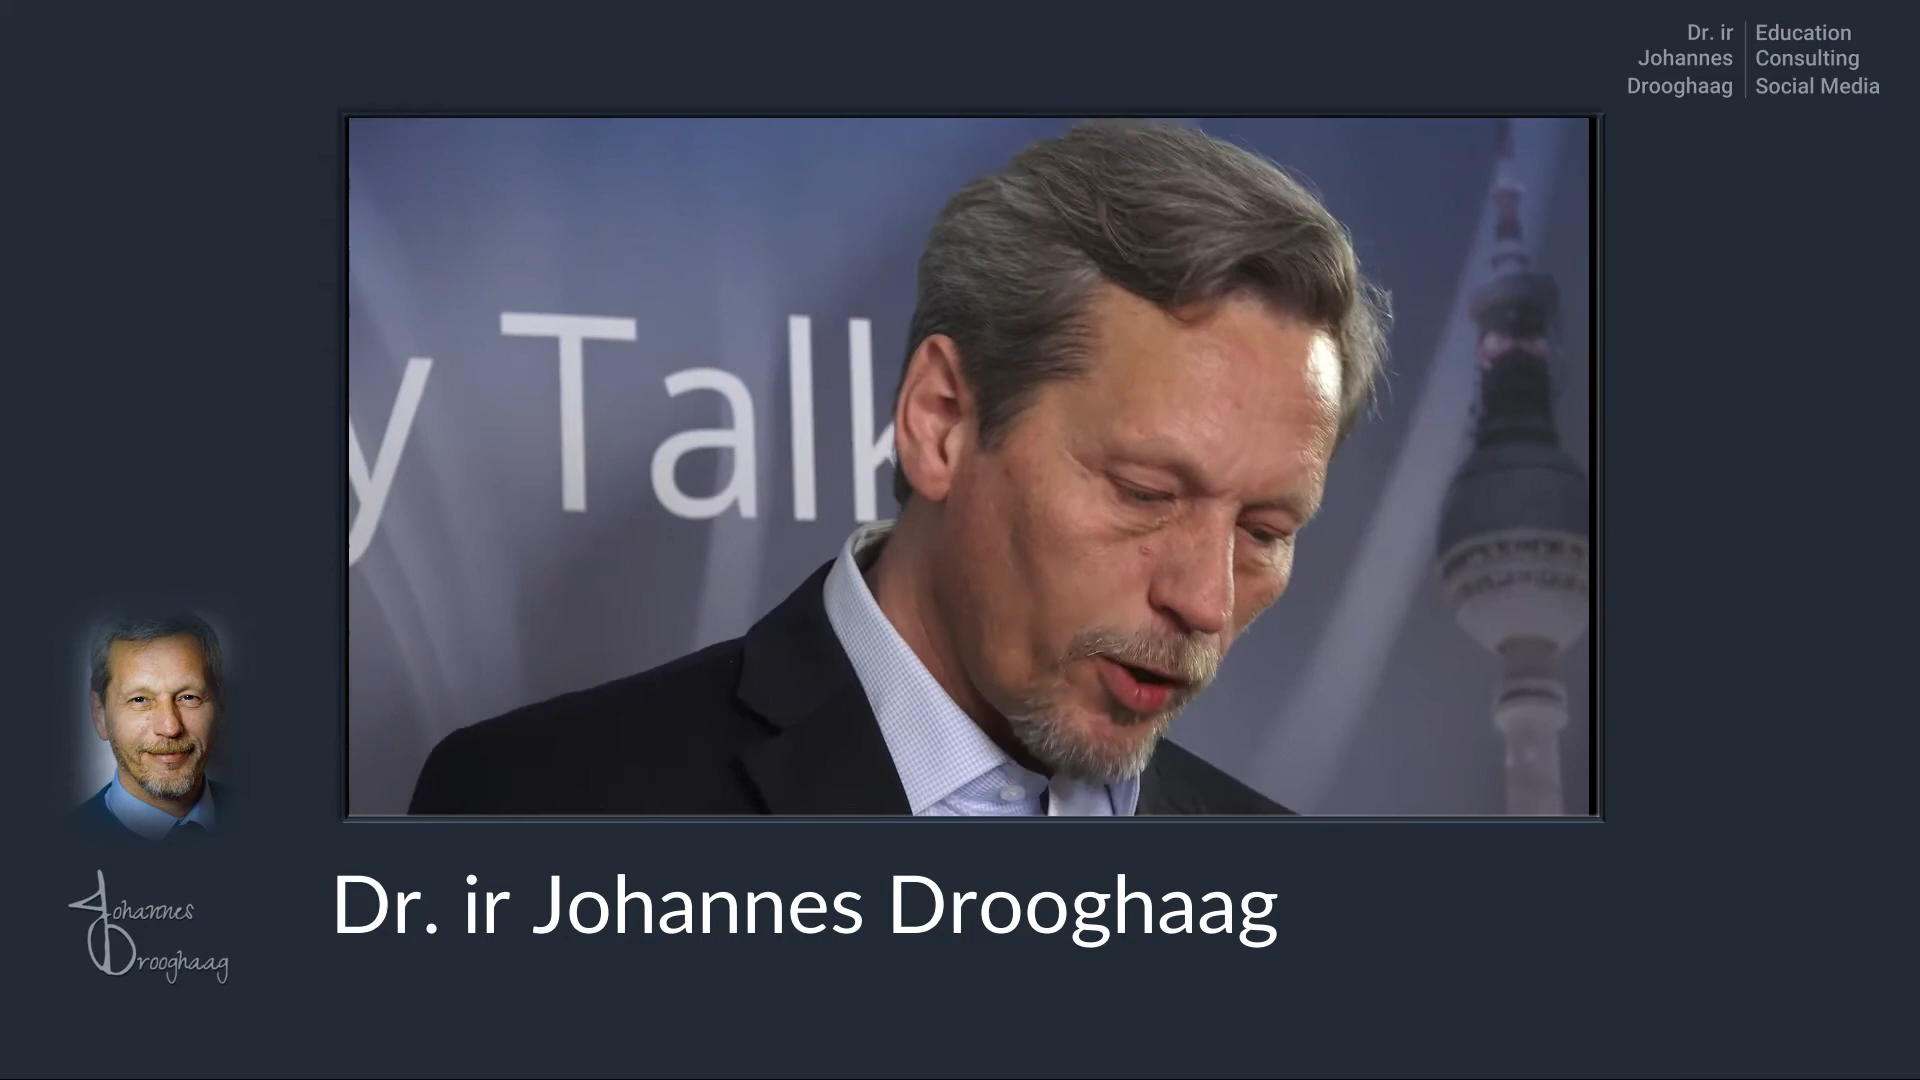 Dr. ir
Johannes
Drooghaag
Education
Consulting
Social Media
y Talk
Dr. ir Johannes Drooghaag
Johannes
Drooghaag